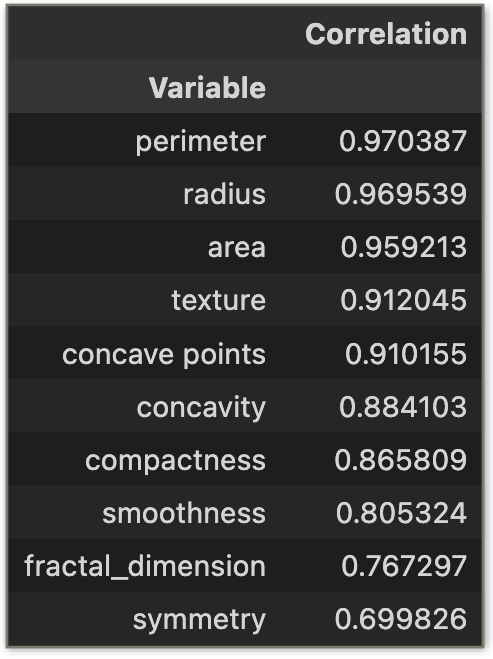 Correlation
Variable
perimeter 0.970387
radius 0.969539
area 0.959213
texture 0.912045
concave points 0.910155
concavity 0.884103
compactness 0.865809
smoothness 0.805324
fractal_dimension 0.767297
symmetry 0.699826